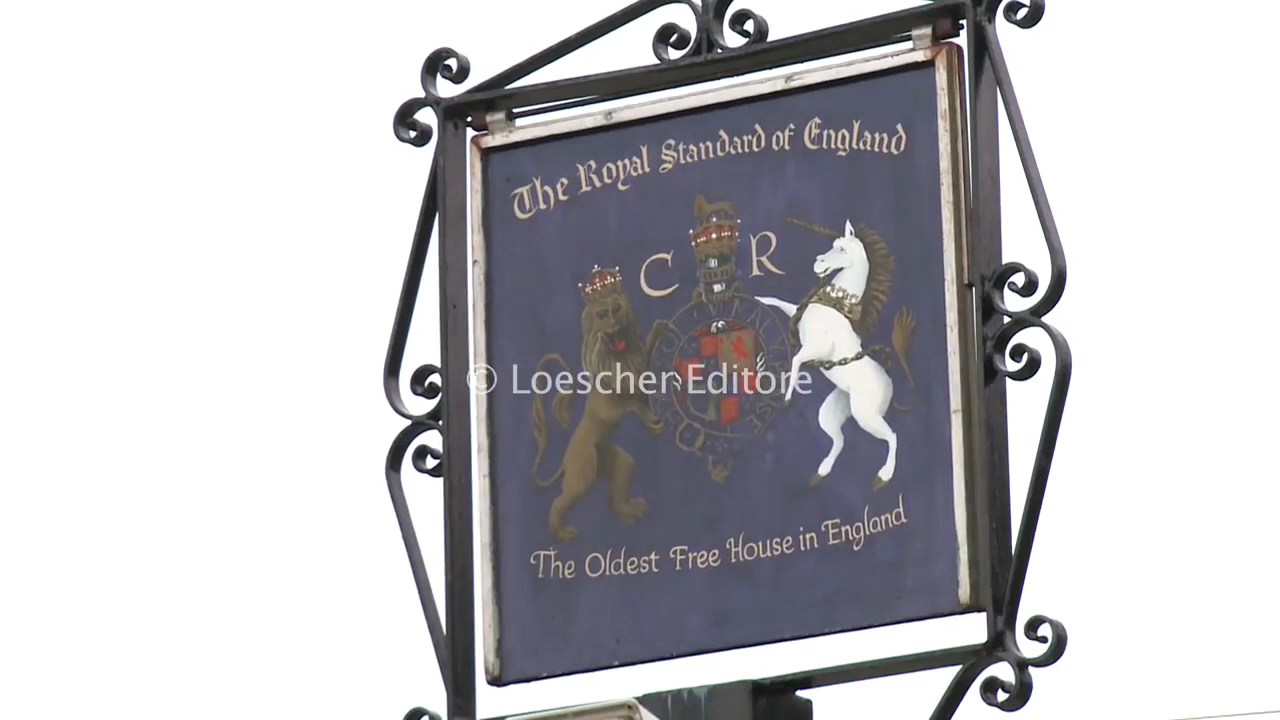 The Royal Standard of England
C R
© Loescher Editore
The Oldest Free House in England